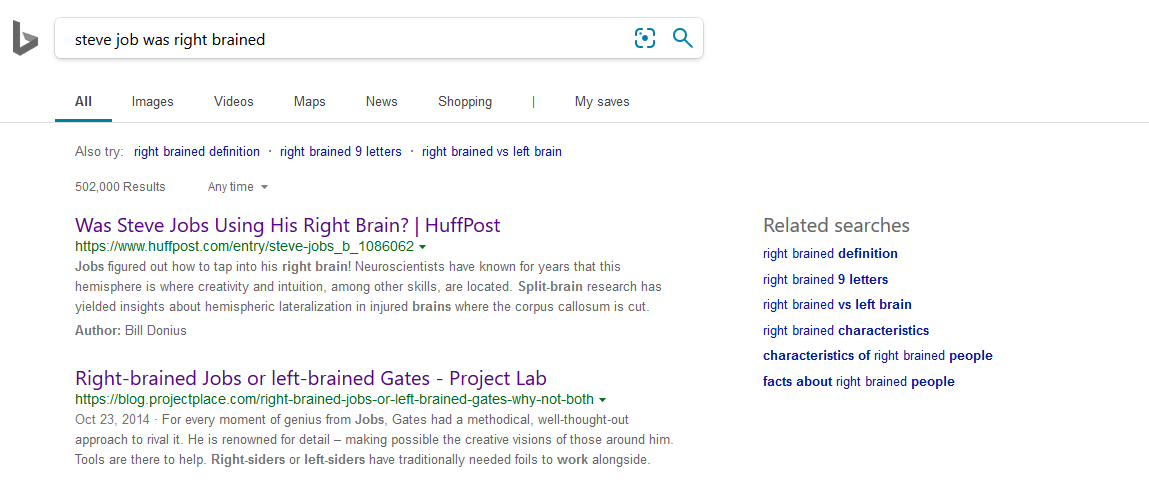 steve job was right brained
All Images Videos Maps News Shopping | My saves
Also try: right brained definition · right brained 9 letters · right brained vs left brain
502,000 Results Any time
Was Steve Jobs Using His Right Brain? | HuffPost
https://www.huffpost.com/entry/steve-jobs_b_1086062
Jobs figured out how to tap into his right brain! Neuroscientists have known for years that this
hemisphere is where creativity and intuition, among other skills, are located. Split-brain research has
yielded insights about hemispheric lateralization in injured brains where the corpus callosum is cut.
Author: Bill Donius
Right-brained Jobs or left-brained Gates - Project Lab
https://blog.projectplace.com/right-brained-jobs-or-left-brained-gates-why-not-both
Oct 23, 2014 · For every moment of genius from Jobs, Gates had a methodical, well-thought-out
approach to rival it. He is renowned for detail – making possible the creative visions of those around him.
Tools are there to help. Right-siders or left-siders have traditionally needed foils to work alongside.
Related searches
right brained definition
right brained 9 letters
right brained vs left brain
right brained characteristics
characteristics of right brained people
facts about right brained people